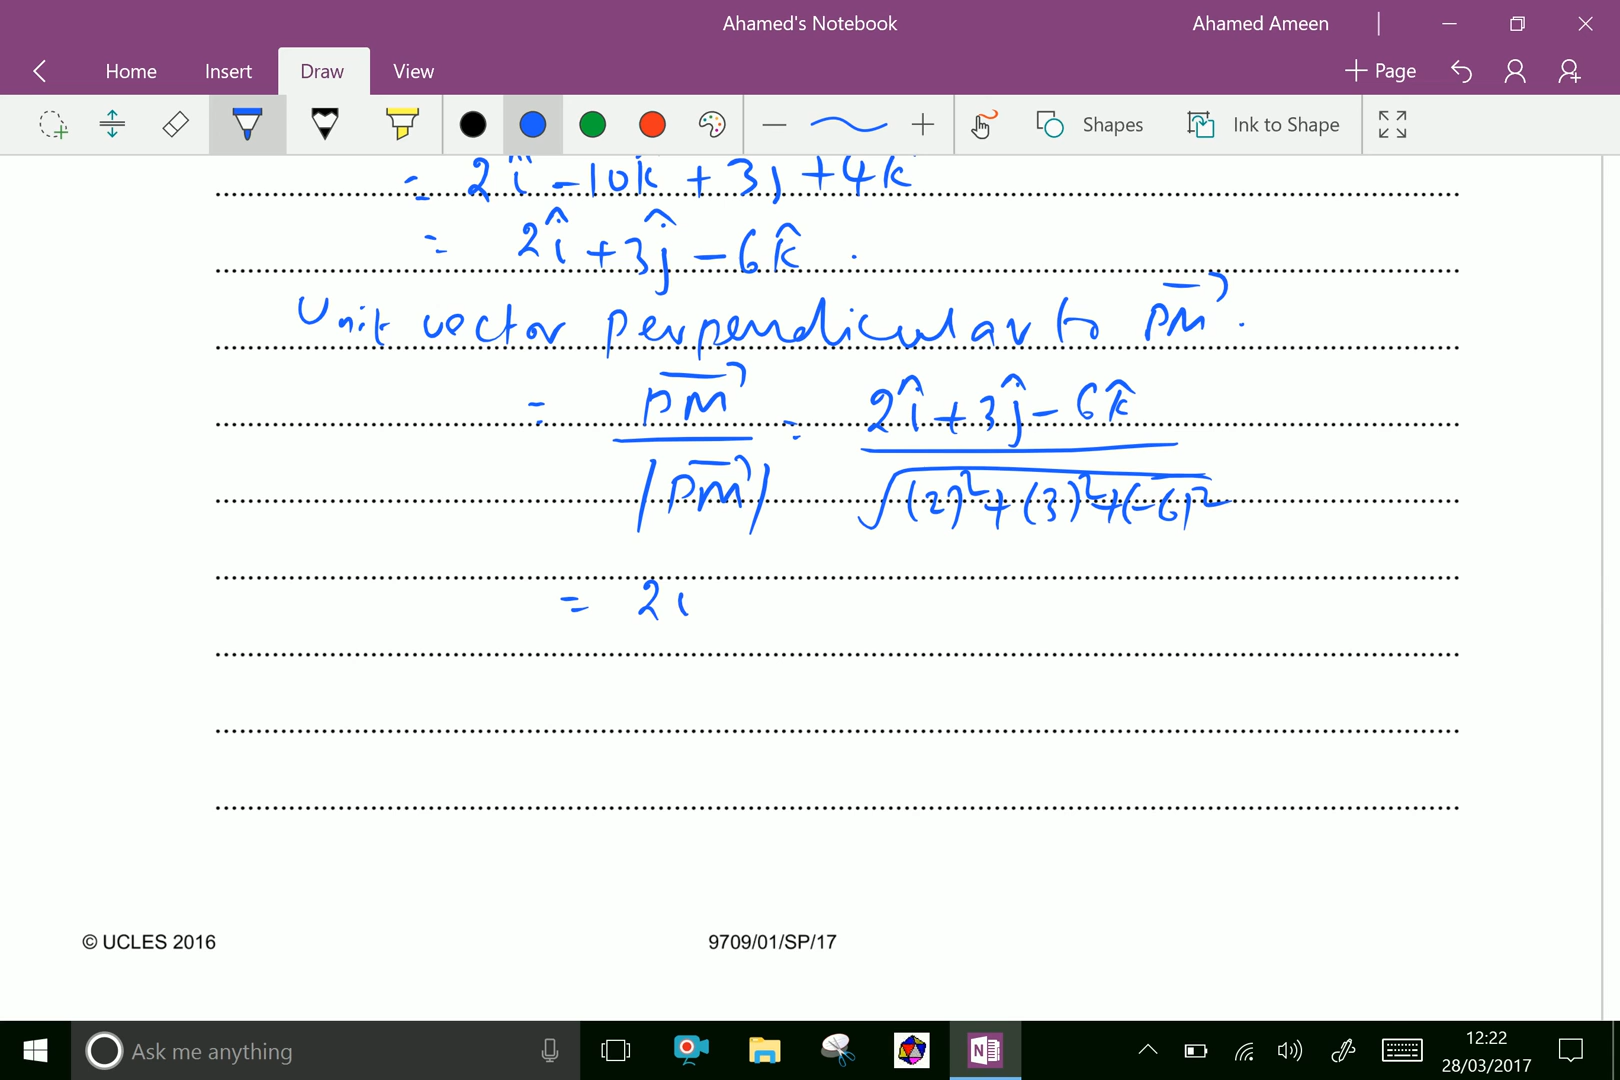 Ahamed's Notebook Ahamed Ameen
Home Insert Draw View Page
Shapes Ink to Shape
= 2î - 10k + 3j + 4k
= 2î + 3ĵ - 6k̂ .
Unit vector perpendicular to PM⃗ .
= PM⃗ / |PM⃗| = (2î + 3ĵ - 6k̂) / √((2)² + (3)² + (-6)²)
= 2i
© UCLES 2016 9709/01/SP/17
Ask me anything
12:22
28/03/2017